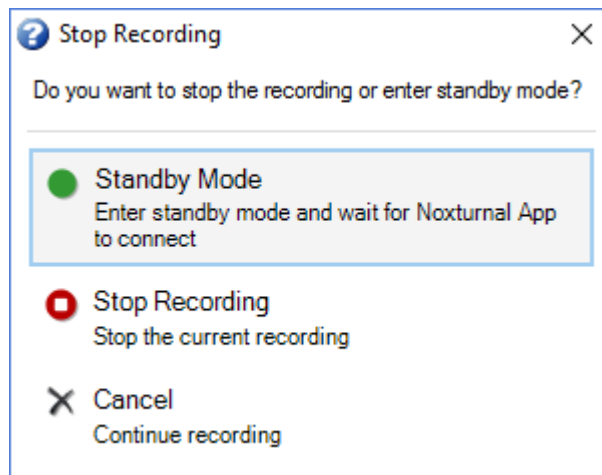 Stop Recording
Do you want to stop the recording or enter standby mode?
Standby Mode
Enter standby mode and wait for Noxturnal App
to connect
Stop Recording
Stop the current recording
Cancel
Continue recording